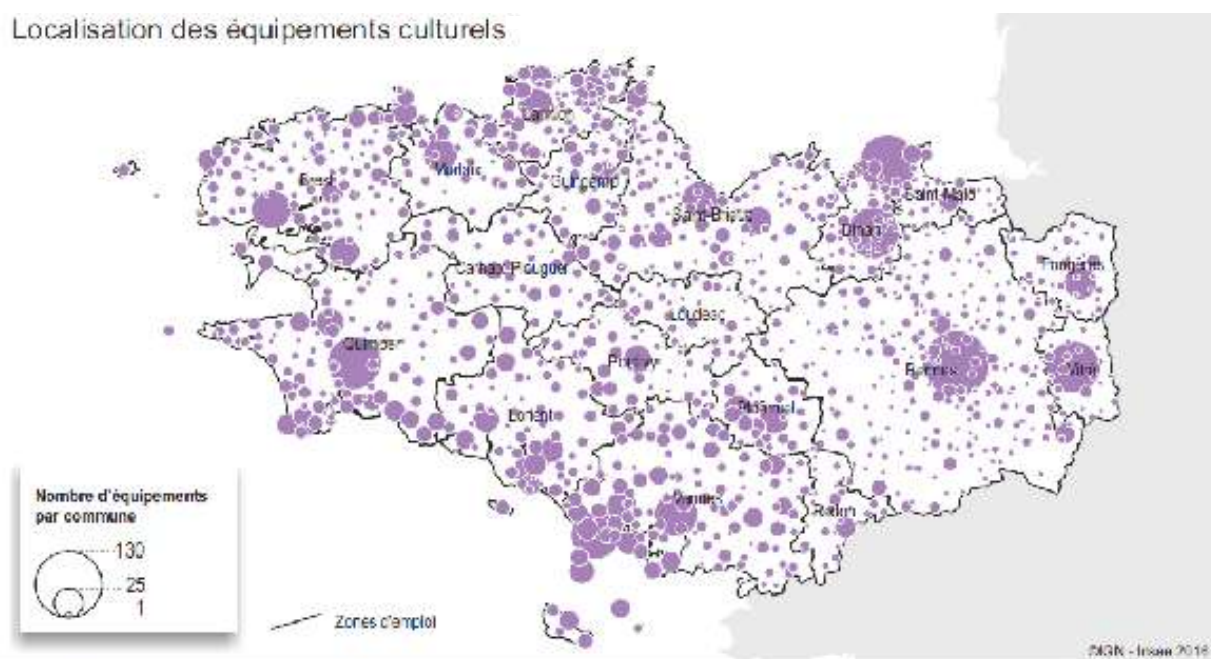 Localisation des équipements culturels
Lannion
Morlaix
Guingamp
Brest
Saint-Brieuc
Saint-Malo
Dinan
Fougères
Carhaix-Plouguer
Loudéac
Quimper
Pontivy
Rennes
Vitré
Ploërmel
Lorient
Vannes
Redon
Nombre d'équipements
par commune
130
25
1
Zones d'emploi
©IGN - Insee 2016